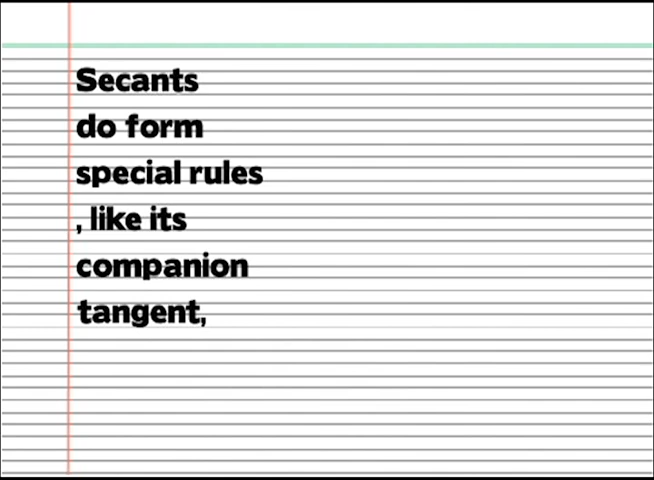 Secants
do form
special rules
, like its
companion
tangent,